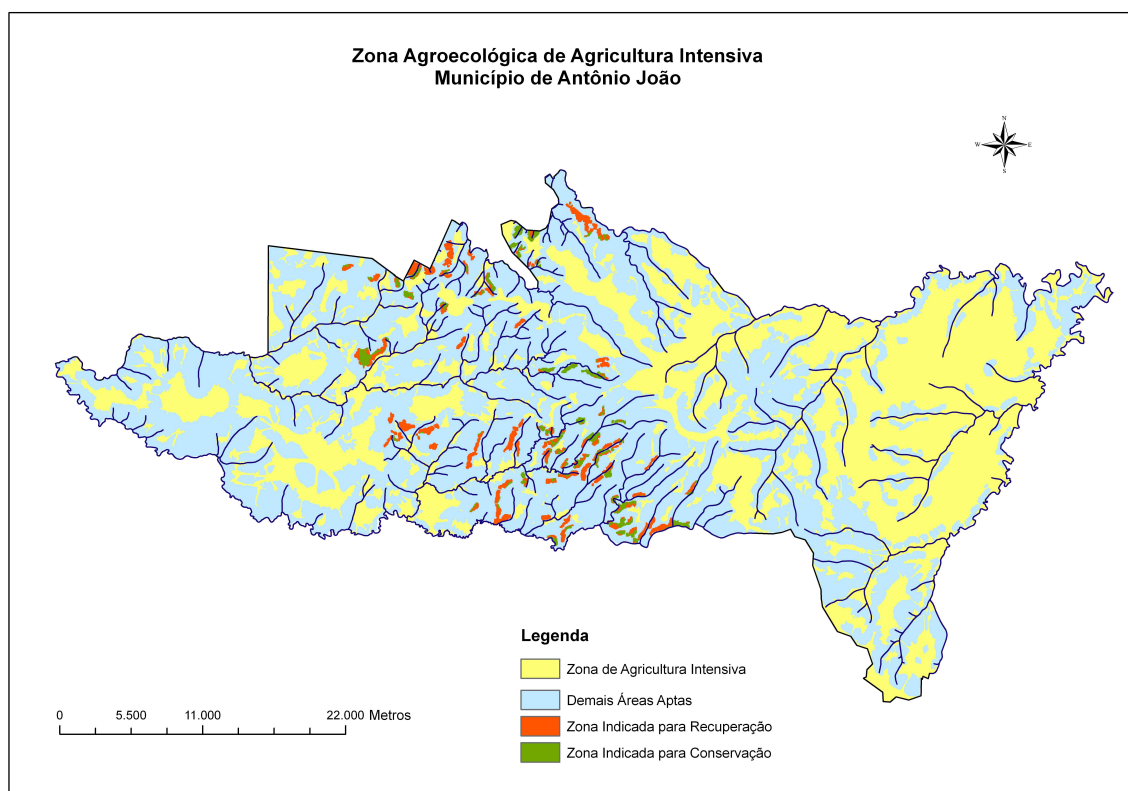 Zona Agroecológica de Agricultura Intensiva
Município de Antônio João
N
W E
S
Legenda
Zona de Agricultura Intensiva
Demais Áreas Aptas
Zona Indicada para Recuperação
Zona Indicada para Conservação
0 5.500 11.000 22.000 Metros